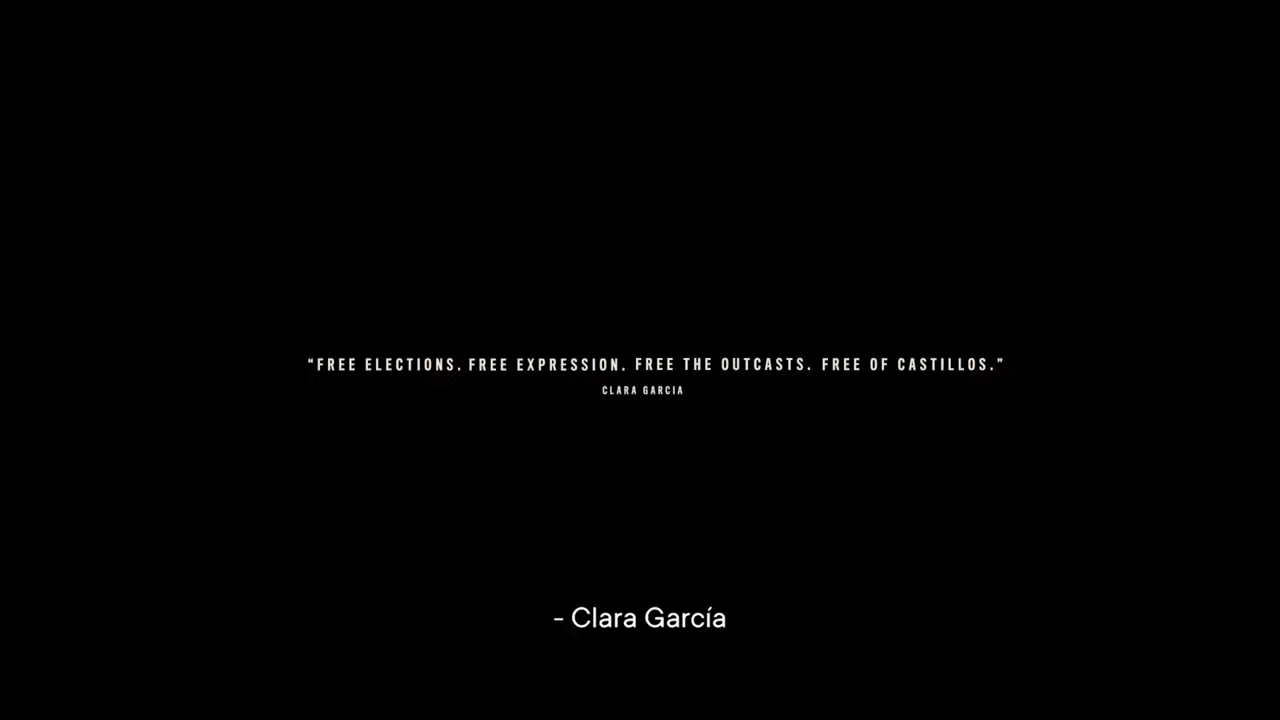 “FREE ELECTIONS. FREE EXPRESSION. FREE THE OUTCASTS. FREE OF CASTILLOS.”
CLARA GARCIA
- Clara García